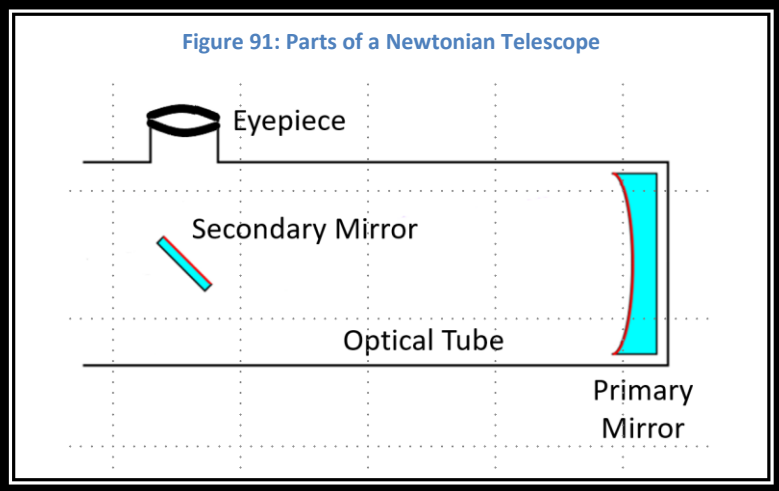 Figure 91: Parts of a Newtonian Telescope
Eyepiece
Secondary Mirror
Optical Tube
Primary
Mirror